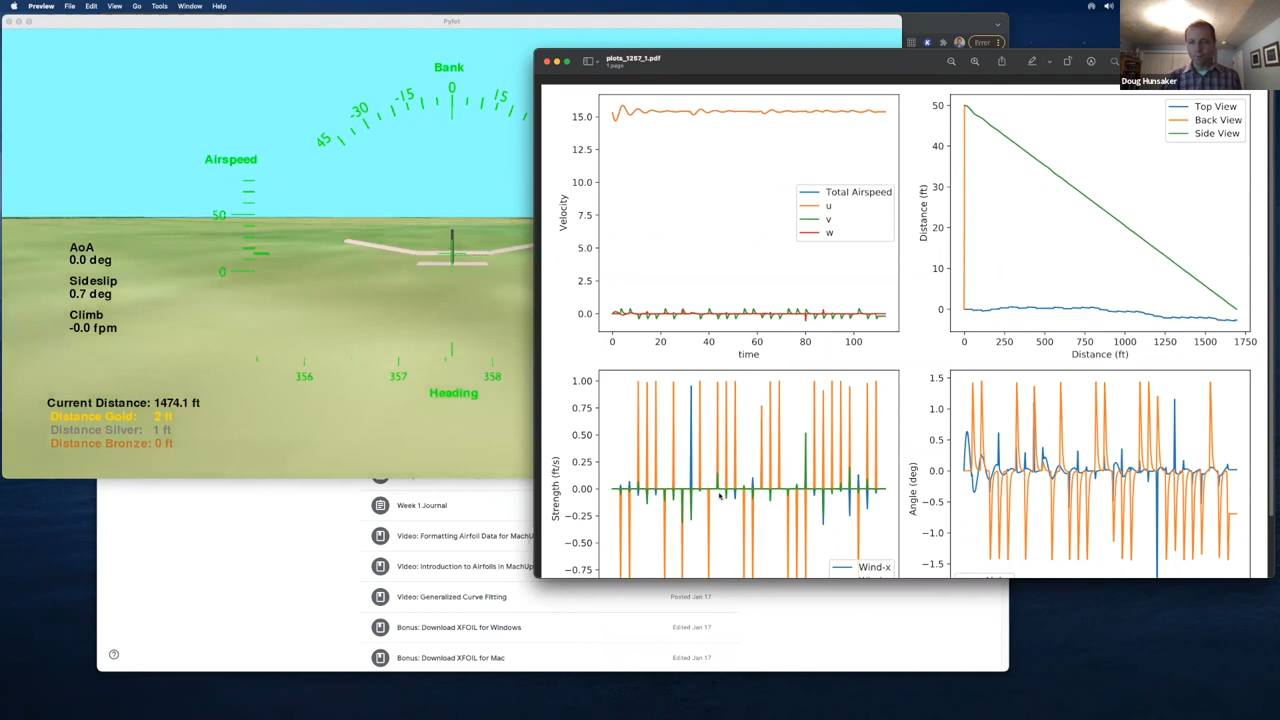 Preview File Edit View Go Tools Window Help
Pylot
Bank
-15 0 15
-30
45
Airspeed
50
0
AoA
0.0 deg
Sideslip
0.7 deg
Climb
-0.0 fpm
356 357 358
Heading
Current Distance: 1474.1 ft
Distance Gold: 2 ft
Distance Silver: 1 ft
Distance Bronze: 0 ft
Week 1 Journal
Video: Formatting Airfoil Data for MachU
Video: Introduction to Airfoils in MachUp
Video: Generalized Curve Fitting Posted Jan 17
Bonus: Download XFOIL for Windows Edited Jan 17
Bonus: Download XFOIL for Mac Edited Jan 17
Error
plots_1267_1.pdf
1 page
Doug Hunsaker
15.0
12.5
10.0
7.5
5.0
2.5
0.0
Velocity
Total Airspeed
u
v
w
0 20 40 60 80 100
time
50
40
30
20
10
0
Distance (ft)
Top View
Back View
Side View
0 250 500 750 1000 1250 1500 1750
Distance (ft)
1.00
0.75
0.50
0.25
0.00
−0.25
−0.50
−0.75
Strength (ft/s)
Wind-x
1.5
1.0
0.5
0.0
−0.5
−1.0
−1.5
Angle (deg)